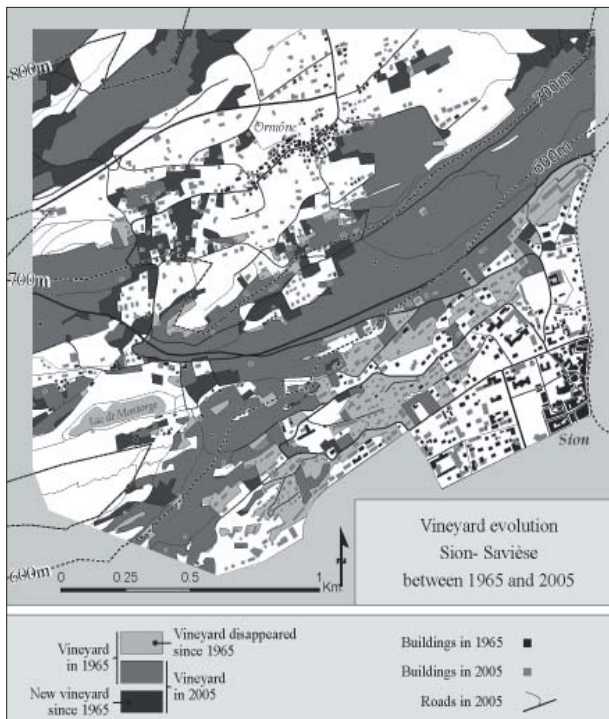 800m
Ormône
700m
600m
700m
Lac de Montorge
Sion
600m
0 0.25 0.5 1
Km
N
Vineyard evolution
Sion- Savièse
between 1965 and 2005
Vineyard disappeared
since 1965
Vineyard
in 1965
Vineyard
in 2005
New vineyard
since 1965
Buildings in 1965
Buildings in 2005
Roads in 2005